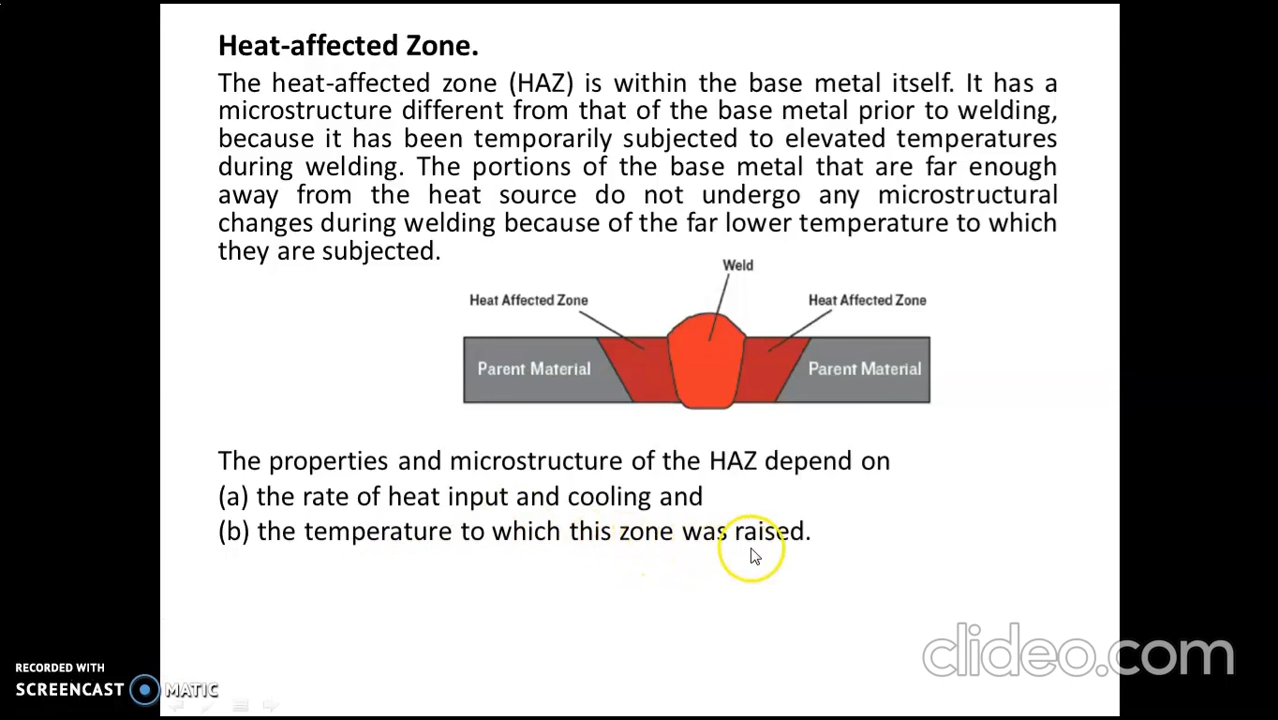 Heat-affected Zone.
The heat-affected zone (HAZ) is within the base metal itself. It has a
microstructure different from that of the base metal prior to welding,
because it has been temporarily subjected to elevated temperatures
during welding. The portions of the base metal that are far enough
away from the heat source do not undergo any microstructural
changes during welding because of the far lower temperature to which
they are subjected.
Weld
Heat Affected Zone
Heat Affected Zone
Parent Material
Parent Material
The properties and microstructure of the HAZ depend on
(a) the rate of heat input and cooling and
(b) the temperature to which this zone was raised.
clideo.com
RECORDED WITH
SCREENCAST MATIC